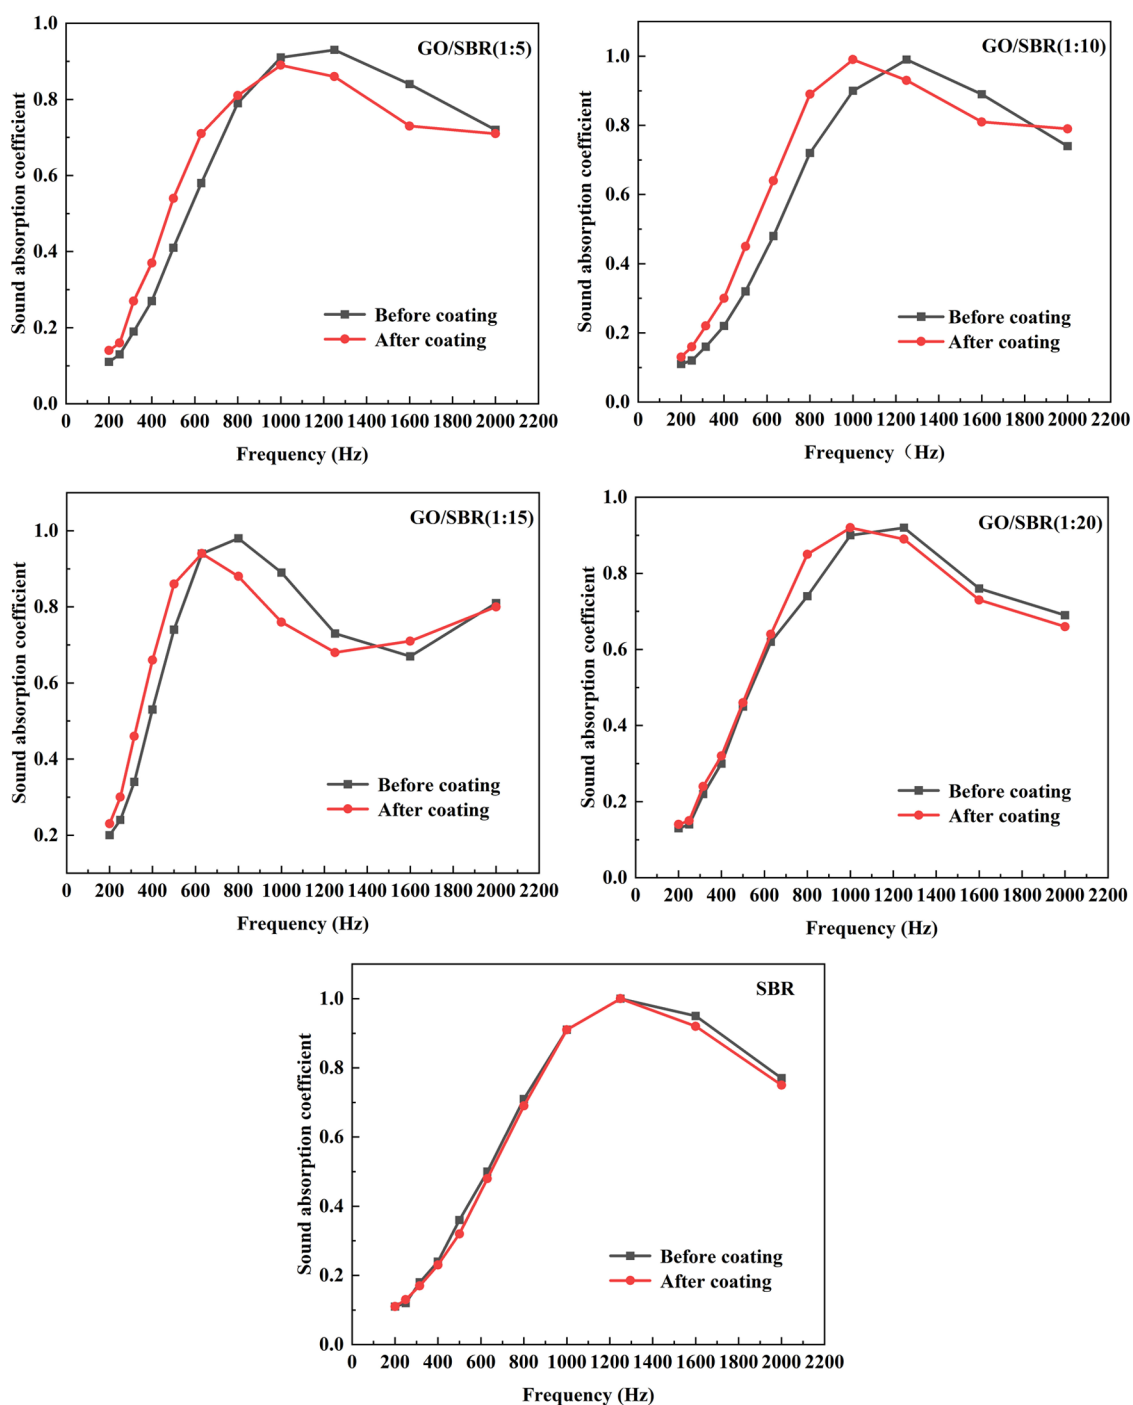 GO/SBR(1:5)
Sound absorption coefficient
1.0
0.8
0.6
0.4
0.2
0.0
Before coating
After coating
0 200 400 600 800 1000 1200 1400 1600 1800 2000 2200
Frequency (Hz)
GO/SBR(1:10)
Sound absorption coefficient
1.0
0.8
0.6
0.4
0.2
0.0
Before coating
After coating
0 200 400 600 800 1000 1200 1400 1600 1800 2000 2200
Frequency（Hz)
GO/SBR(1:15)
Sound absorption coefficient
1.0
0.8
0.6
0.4
0.2
Before coating
After coating
0 200 400 600 800 1000 1200 1400 1600 1800 2000 2200
Frequency (Hz)
GO/SBR(1:20)
Sound absorption coefficient
1.0
0.8
0.6
0.4
0.2
0.0
Before coating
After coating
0 200 400 600 800 1000 1200 1400 1600 1800 2000 2200
Frequency (Hz)
SBR
Sound absorption coefficient
1.0
0.8
0.6
0.4
0.2
0.0
Before coating
After coating
0 200 400 600 800 1000 1200 1400 1600 1800 2000 2200
Frequency (Hz)